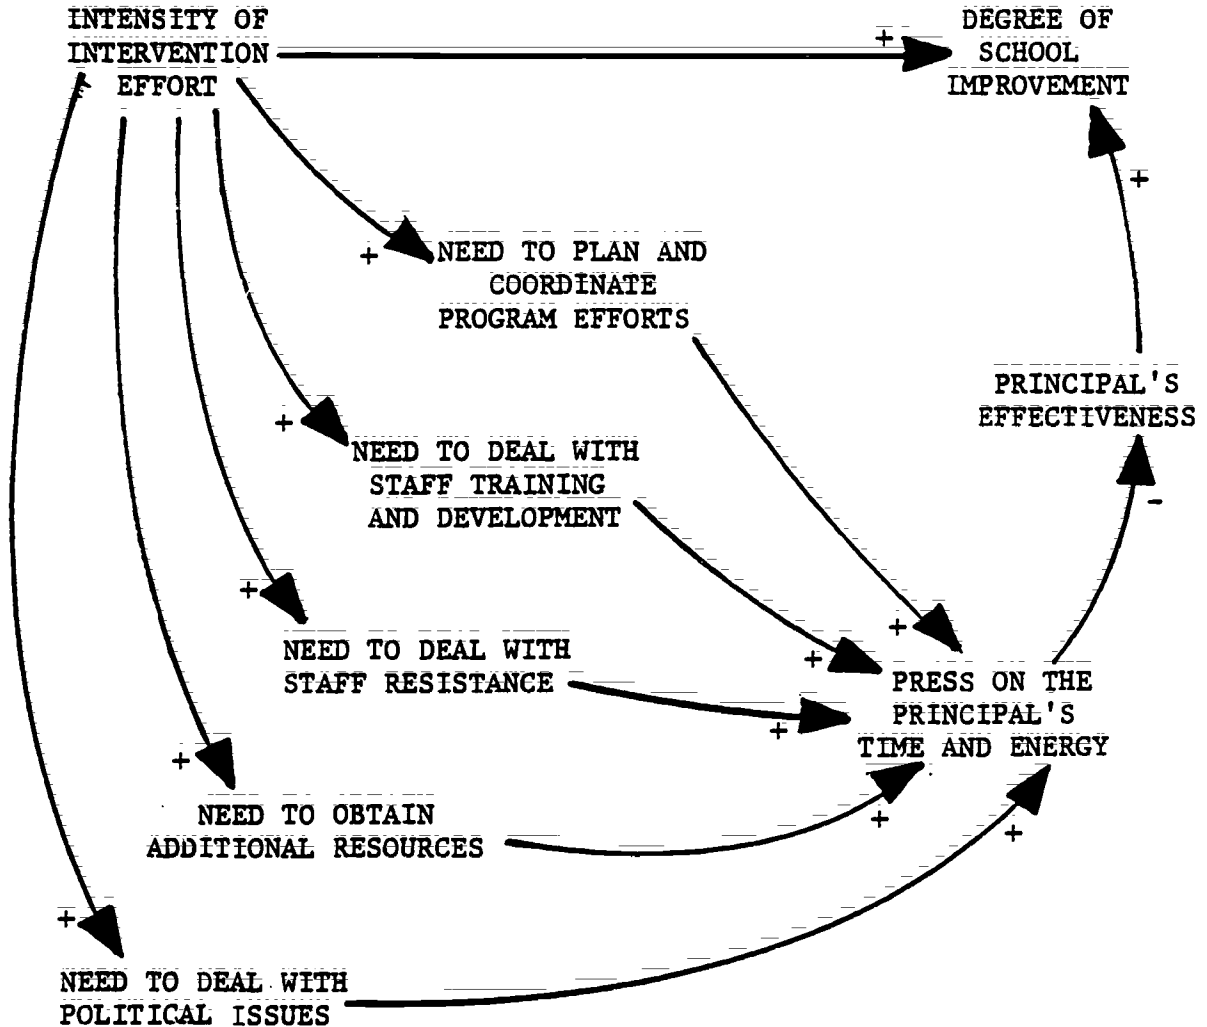 INTENSITY OF
INTERVENTION
EFFORT
+
DEGREE OF
SCHOOL
IMPROVEMENT
+
+
NEED TO PLAN AND
COORDINATE
PROGRAM EFFORTS
PRINCIPAL'S
EFFECTIVENESS
+
NEED TO DEAL WITH
STAFF TRAINING
AND DEVELOPMENT
-
+
NEED TO DEAL WITH
STAFF RESISTANCE
+
+
+
PRESS ON THE
PRINCIPAL'S
TIME AND ENERGY
+
NEED TO OBTAIN
ADDITIONAL RESOURCES
+
+
+
NEED TO DEAL WITH
POLITICAL ISSUES